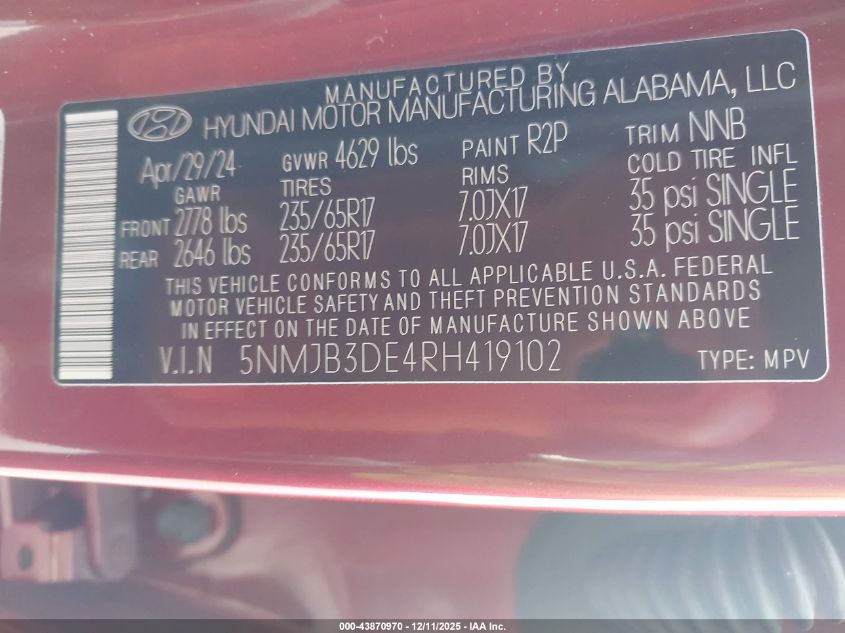 MANUFACTURED BY
HYUNDAI MOTOR MANUFACTURING ALABAMA, LLC
Apr/29/24 GVWR 4629 lbs PAINT R2P TRIM NNB
GAWR TIRES RIMS COLD TIRE INFL
FRONT 2778 lbs 235/65R17 7.0JX17 35 psi SINGLE
REAR 2646 lbs 235/65R17 7.0JX17 35 psi SINGLE
THIS VEHICLE CONFORMS TO ALL APPLICABLE U.S.A. FEDERAL
MOTOR VEHICLE SAFETY AND THEFT PREVENTION STANDARDS
IN EFFECT ON THE DATE OF MANUFACTURE SHOWN ABOVE.
V.I.N 5NMJB3DE4RH419102 TYPE: MPV
000-43870970 - 12/11/2025 - IAA Inc.